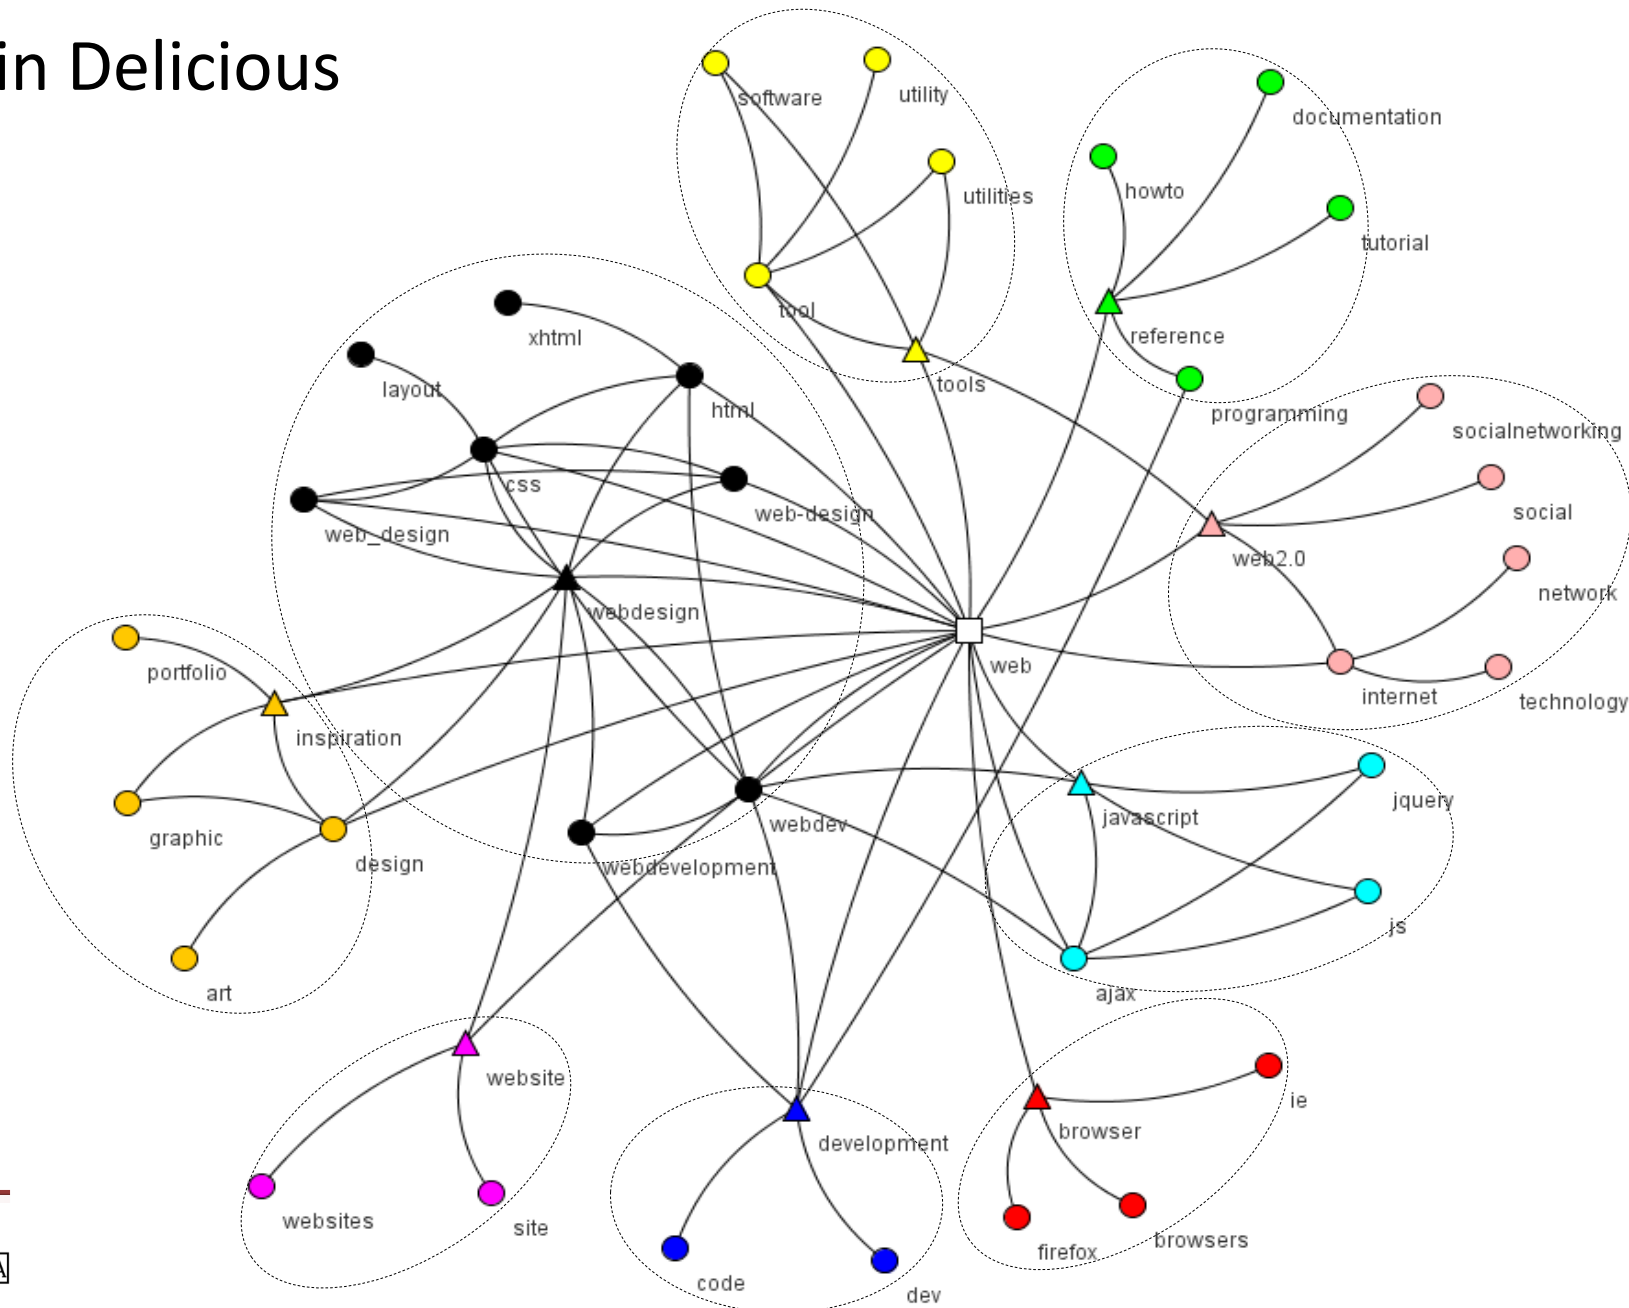 in Delicious
software
utility
documentation
howto
utilities
tutorial
tool
reference
xhtml
tools
layout
html
programming
socialnetworking
css
web-design
social
web_design
web2.0
network
webdesign
web
portfolio
internet
technology
inspiration
jquery
javascript
webdev
graphic
design
webdevelopment
js
art
ajax
website
ie
browser
development
websites
site
firefox
browsers
code
dev
A